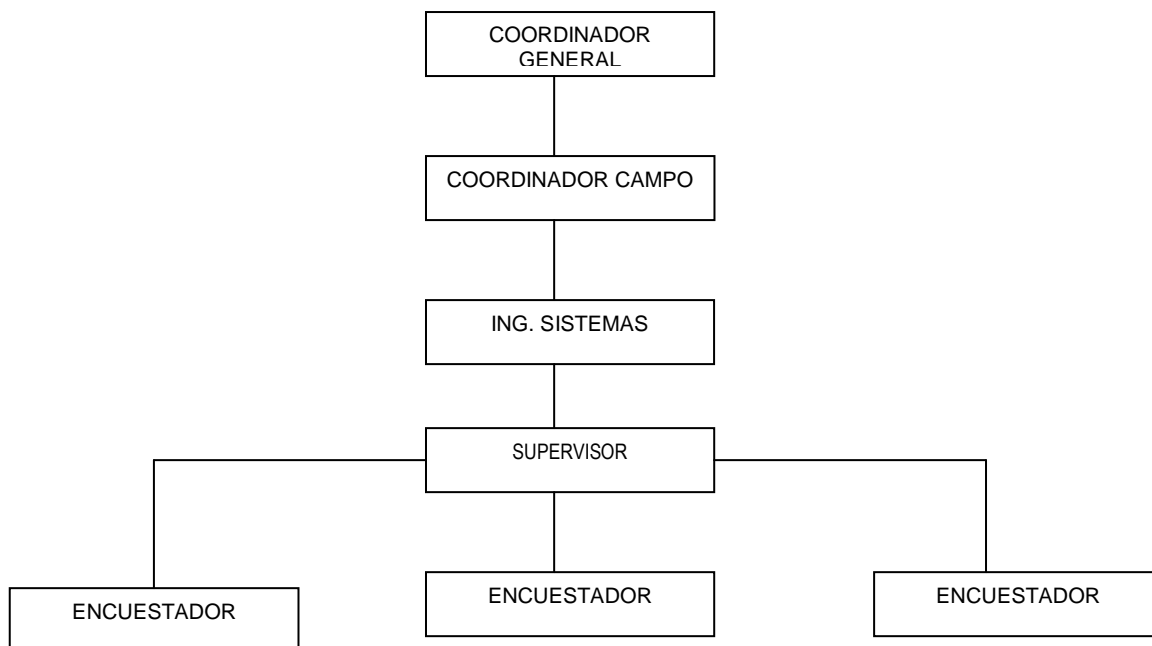 COORDINADOR
GENERAL
COORDINADOR CAMPO
ING. SISTEMAS
SUPERVISOR
ENCUESTADOR
ENCUESTADOR
ENCUESTADOR